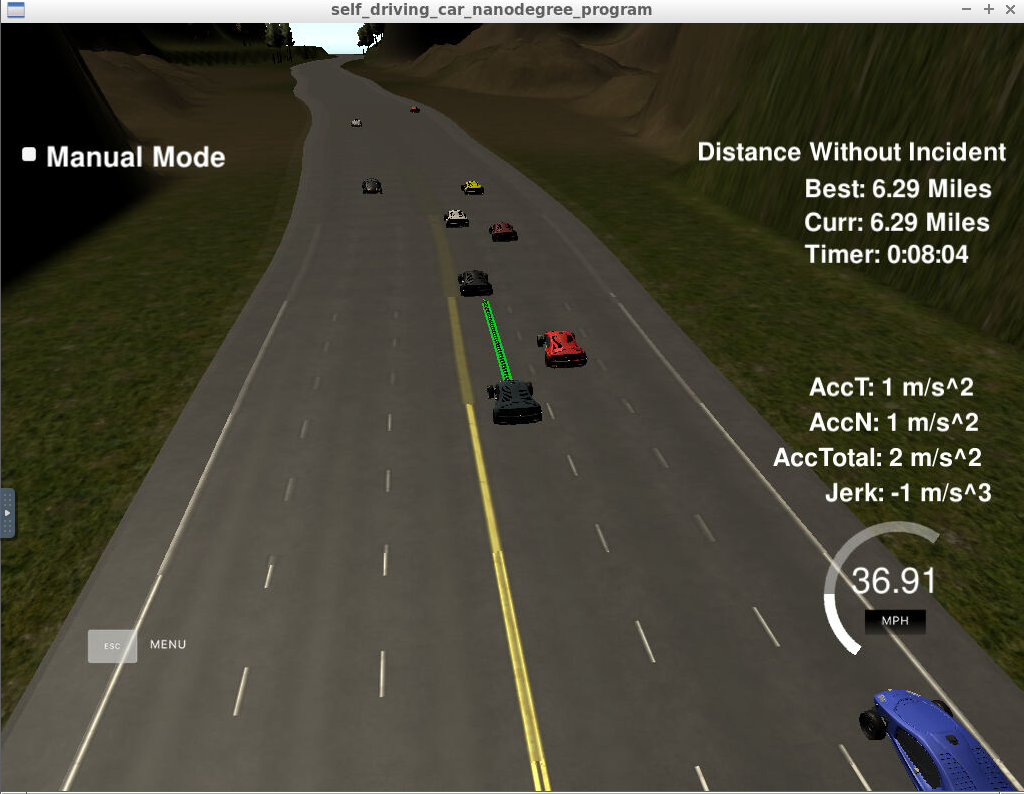 self_driving_car_nanodegree_program
Manual Mode
Distance Without Incident
Best: 6.29 Miles
Curr: 6.29 Miles
Timer: 0:08:04
AccT: 1 m/s^2
AccN: 1 m/s^2
AccTotal: 2 m/s^2
Jerk: -1 m/s^3
36.91
MPH
ESC MENU